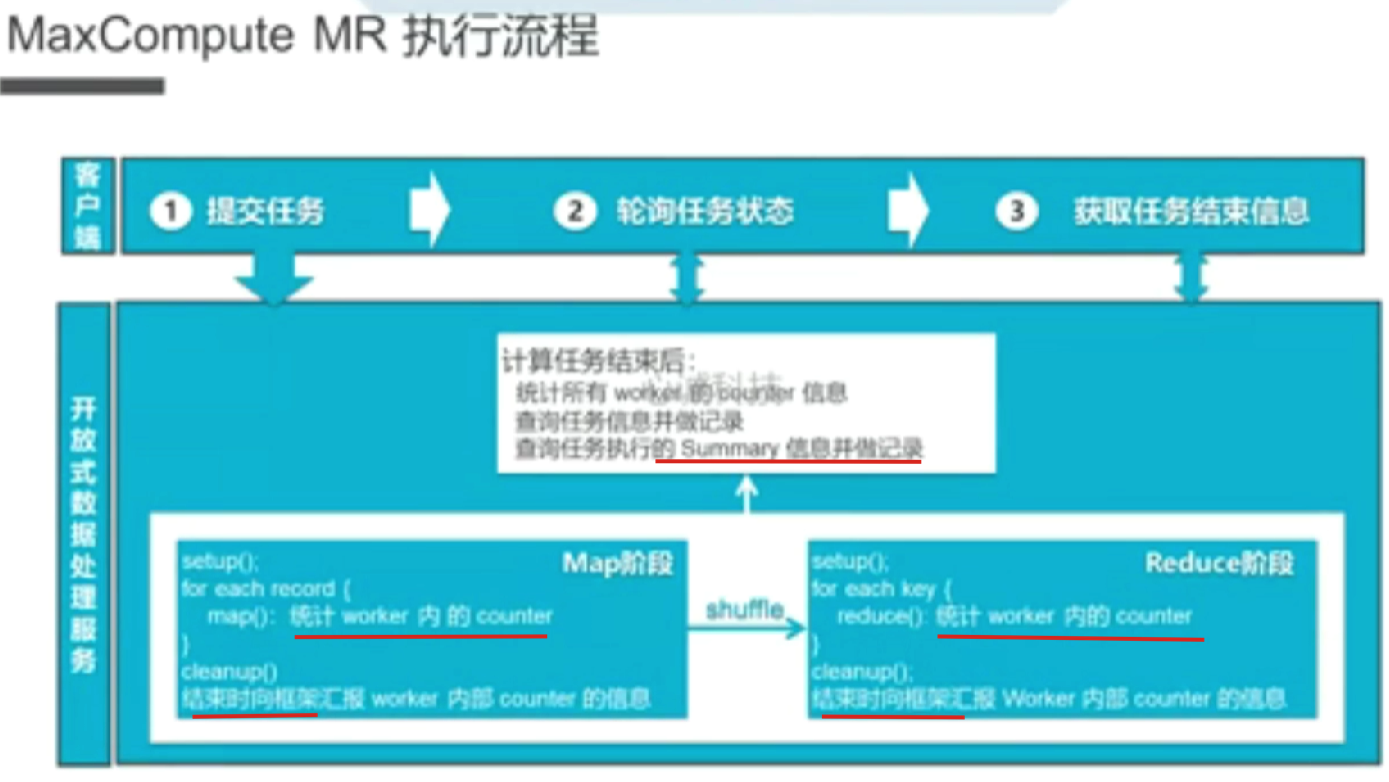 MaxCompute MR 执行流程
客户端
1 提交任务
2 轮询任务状态
3 获取任务结束信息
开放式数据处理服务
计算任务结束后:
统计所有 worker 的 counter 信息
查询任务信息并做记录
查询任务执行的 Summary 信息并做记录
Map阶段
setup();
for each record {
map(): 统计 worker 内 的 counter
}
cleanup()
结束时向框架汇报 worker 内部 counter 的信息
shuffle
Reduce阶段
setup();
for each key {
reduce(): 统计 worker 内的 counter
}
cleanup();
结束时向框架汇报 Worker 内部 counter 的信息